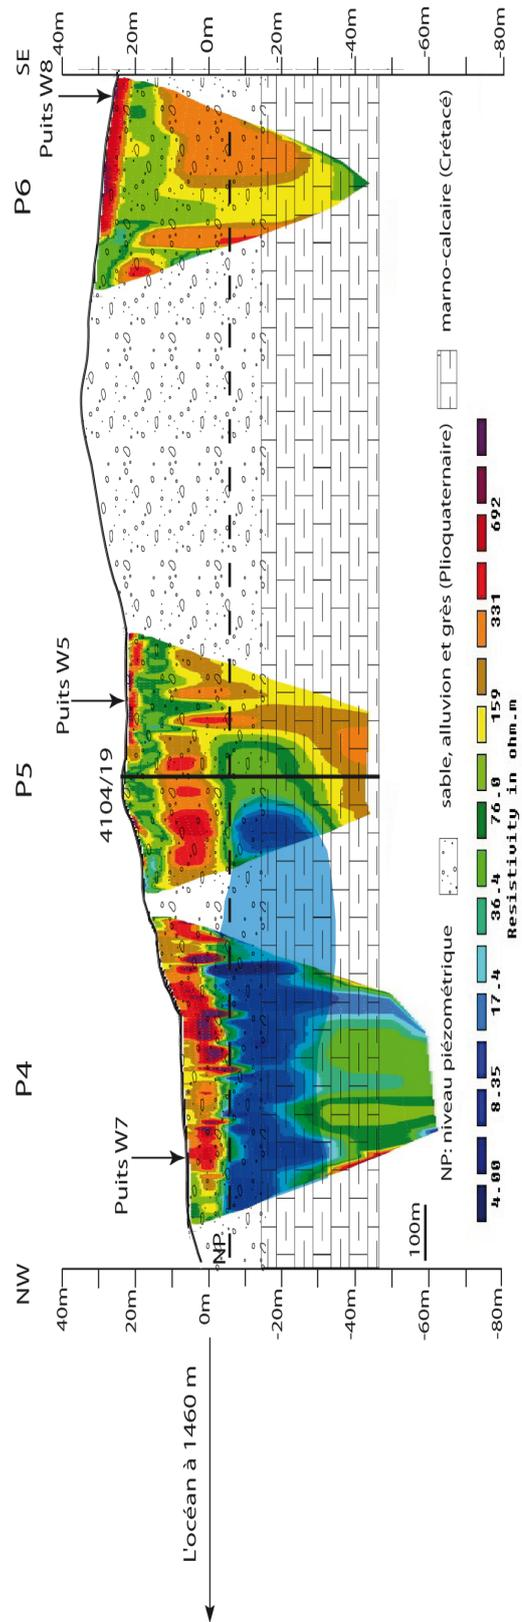 NW
SE
P4
P5
P6
Puits W7
4104/19
Puits W5
Puits W8
40m
20m
0m
-20m
-40m
-60m
-80m
40m
20m
0m
-20m
-40m
-60m
-80m
L'océan à 1460 m
NP
100m
NP: niveau piézométrique
sable, alluvion et grès (Plioquaternaire)
marno-calcaire (Crétacé)
4.00 8.35 17.4 36.4 76.0 159 331 692
Resistivity in ohm.m